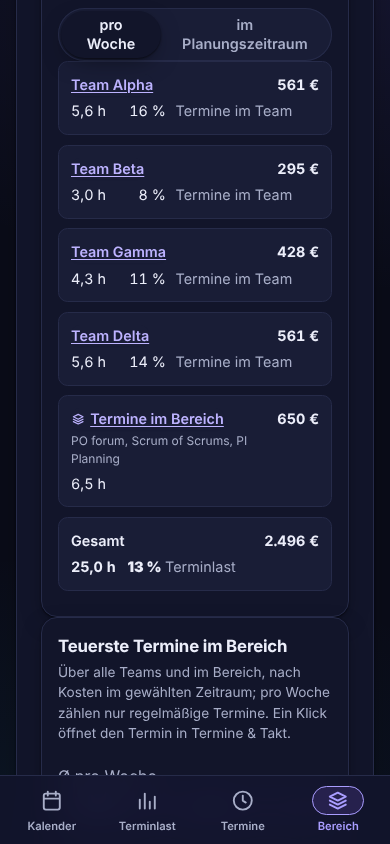 pro
Woche
im
Planungszeitraum
Team Alpha 561 €
5,6 h 16 % Termine im Team
Team Beta 295 €
3,0 h 8 % Termine im Team
Team Gamma 428 €
4,3 h 11 % Termine im Team
Team Delta 561 €
5,6 h 14 % Termine im Team
Termine im Bereich 650 €
PO forum, Scrum of Scrums, PI
Planning
6,5 h
Gesamt 2.496 €
25,0 h 13 % Terminlast
Teuerste Termine im Bereich
Über alle Teams und im Bereich, nach
Kosten im gewählten Zeitraum; pro Woche
zählen nur regelmäßige Termine. Ein Klick
öffnet den Termin in Termine & Takt.
Ø pro Woche
Kalender Terminlast Termine Bereich